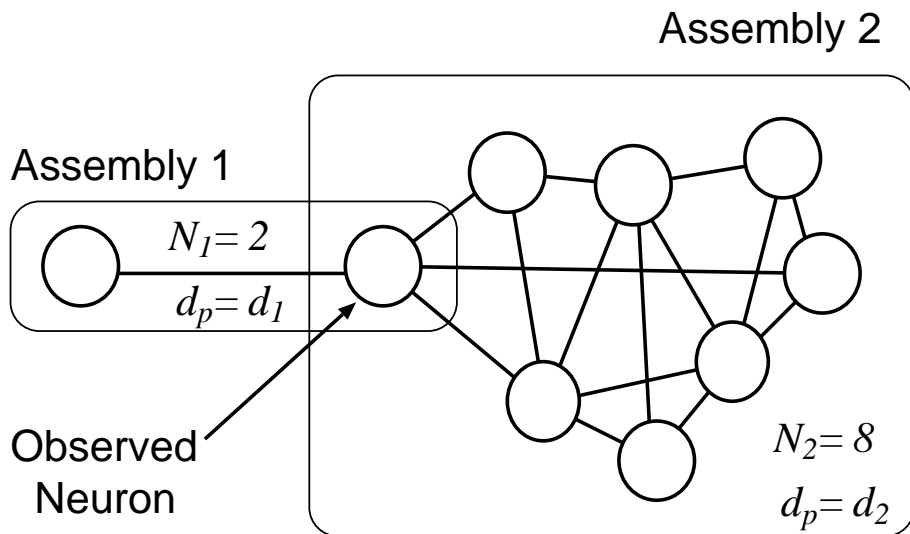 Assembly 2
Assembly 1
N₁= 2
dₚ= d₁
Observed
Neuron
N₂= 8
dₚ= d₂